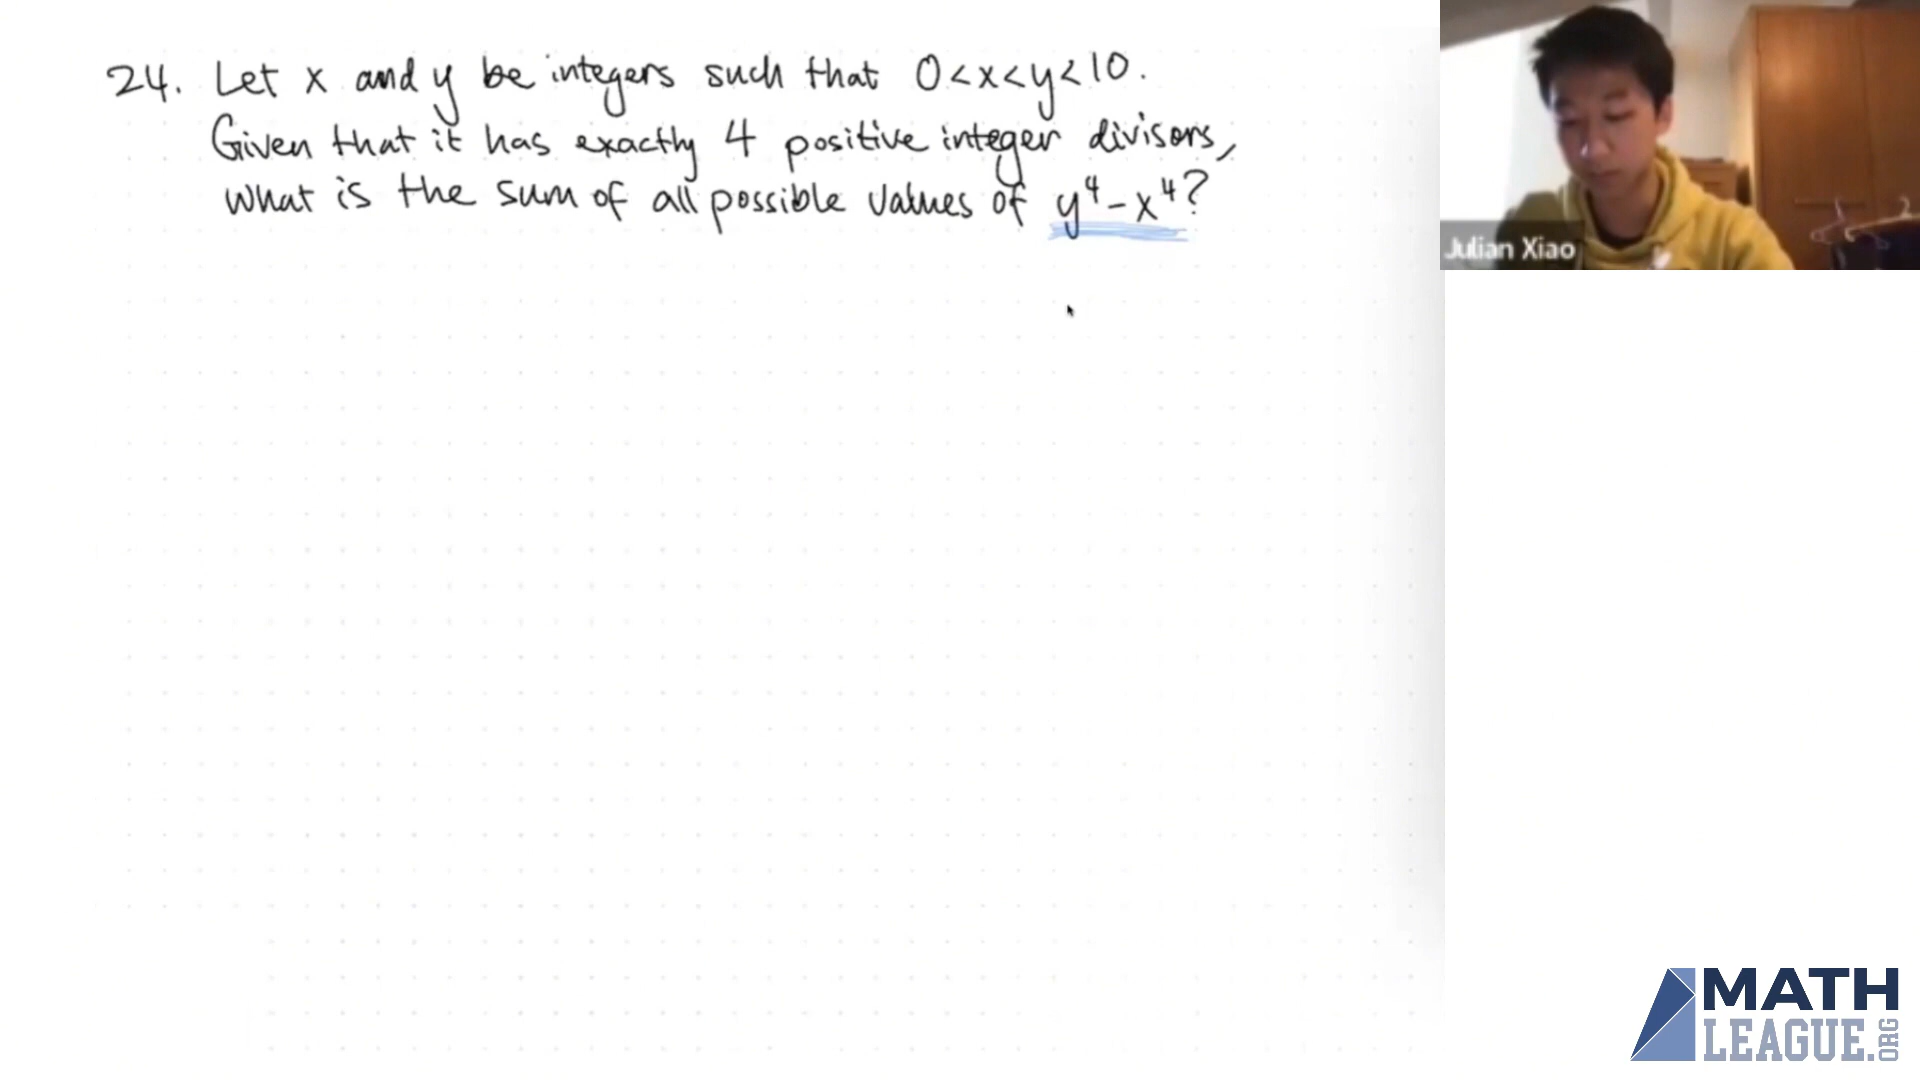 24. Let x and y be integers such that 0<x<y<10.
Given that it has exactly 4 positive integer divisors,
what is the sum of all possible values of y⁴-x⁴?
Julian Xiao
MATH
LEAGUE.ORG